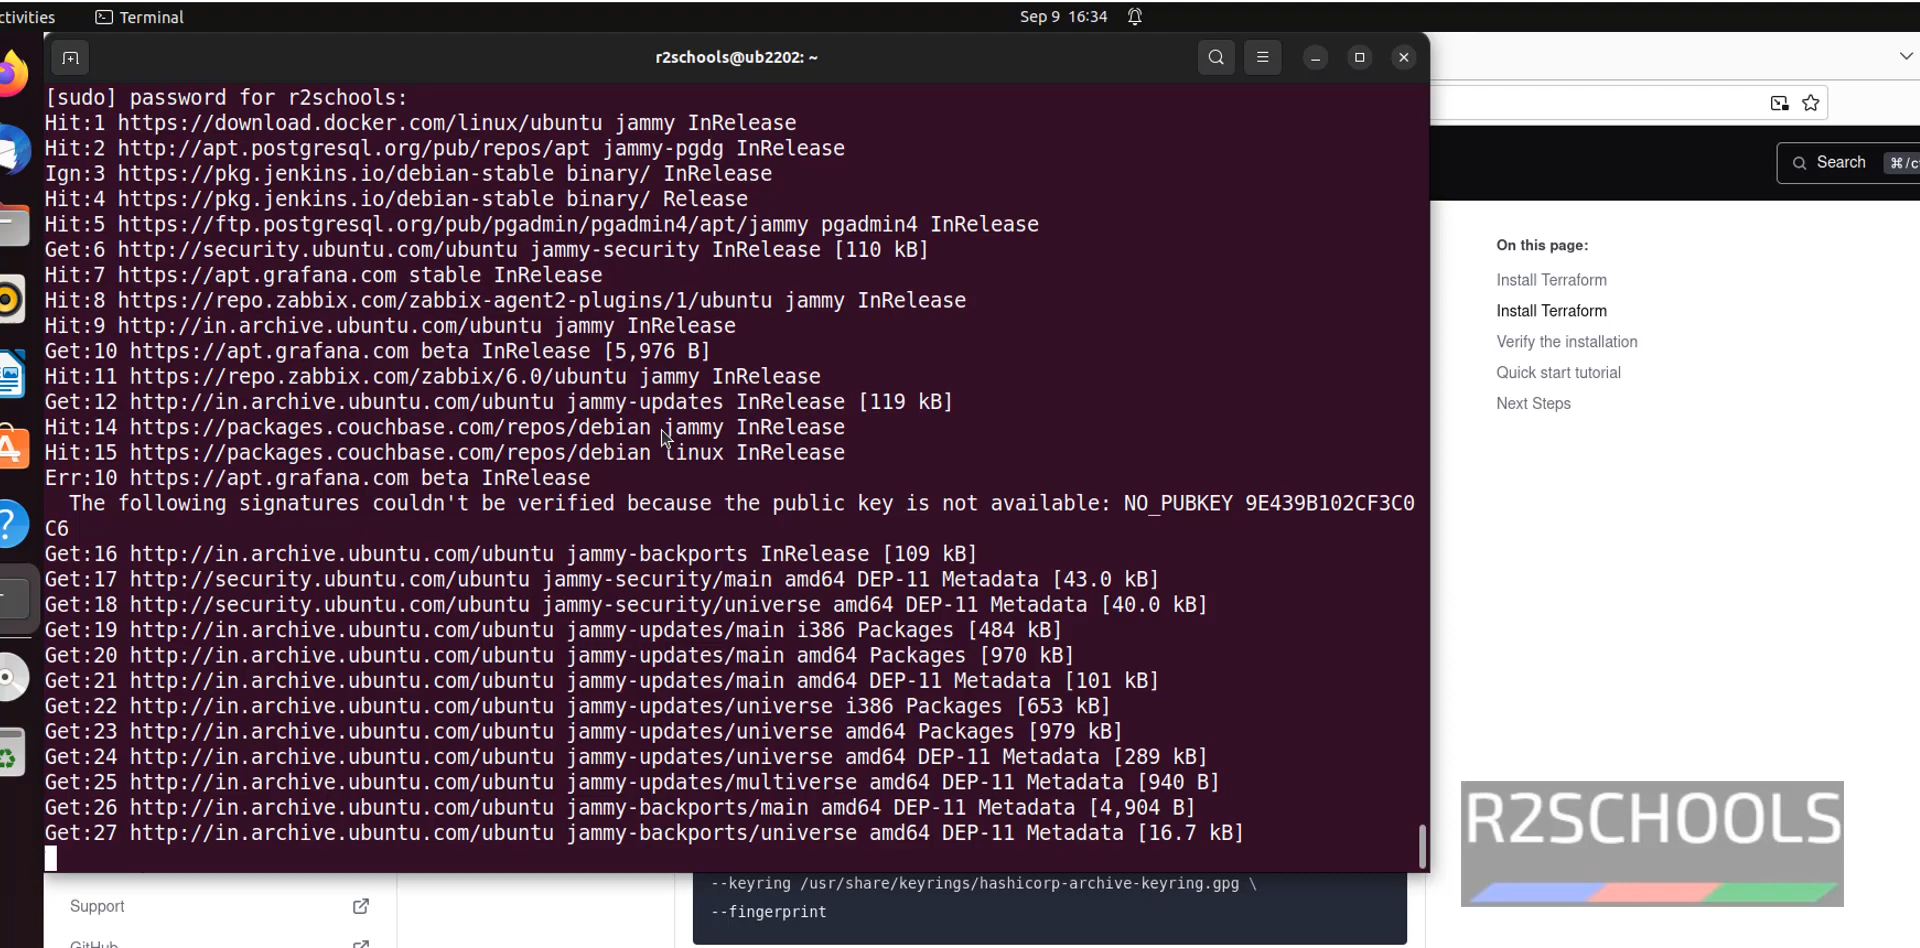 ctivities
Terminal
Sep 9 16:34
r2schools@ub2202: ~
[sudo] password for r2schools:
Hit:1 https://download.docker.com/linux/ubuntu jammy InRelease
Hit:2 http://apt.postgresql.org/pub/repos/apt jammy-pgdg InRelease
Ign:3 https://pkg.jenkins.io/debian-stable binary/ InRelease
Hit:4 https://pkg.jenkins.io/debian-stable binary/ Release
Hit:5 https://ftp.postgresql.org/pub/pgadmin/pgadmin4/apt/jammy pgadmin4 InRelease
Get:6 http://security.ubuntu.com/ubuntu jammy-security InRelease [110 kB]
Hit:7 https://apt.grafana.com stable InRelease
Hit:8 https://repo.zabbix.com/zabbix-agent2-plugins/1/ubuntu jammy InRelease
Hit:9 http://in.archive.ubuntu.com/ubuntu jammy InRelease
Get:10 https://apt.grafana.com beta InRelease [5,976 B]
Hit:11 https://repo.zabbix.com/zabbix/6.0/ubuntu jammy InRelease
Get:12 http://in.archive.ubuntu.com/ubuntu jammy-updates InRelease [119 kB]
Hit:14 https://packages.couchbase.com/repos/debian jammy InRelease
Hit:15 https://packages.couchbase.com/repos/debian linux InRelease
Err:10 https://apt.grafana.com beta InRelease
The following signatures couldn't be verified because the public key is not available: NO_PUBKEY 9E439B102CF3C0
C6
Get:16 http://in.archive.ubuntu.com/ubuntu jammy-backports InRelease [109 kB]
Get:17 http://security.ubuntu.com/ubuntu jammy-security/main amd64 DEP-11 Metadata [43.0 kB]
Get:18 http://security.ubuntu.com/ubuntu jammy-security/universe amd64 DEP-11 Metadata [40.0 kB]
Get:19 http://in.archive.ubuntu.com/ubuntu jammy-updates/main i386 Packages [484 kB]
Get:20 http://in.archive.ubuntu.com/ubuntu jammy-updates/main amd64 Packages [970 kB]
Get:21 http://in.archive.ubuntu.com/ubuntu jammy-updates/main amd64 DEP-11 Metadata [101 kB]
Get:22 http://in.archive.ubuntu.com/ubuntu jammy-updates/universe i386 Packages [653 kB]
Get:23 http://in.archive.ubuntu.com/ubuntu jammy-updates/universe amd64 Packages [979 kB]
Get:24 http://in.archive.ubuntu.com/ubuntu jammy-updates/universe amd64 DEP-11 Metadata [289 kB]
Get:25 http://in.archive.ubuntu.com/ubuntu jammy-updates/multiverse amd64 DEP-11 Metadata [940 B]
Get:26 http://in.archive.ubuntu.com/ubuntu jammy-backports/main amd64 DEP-11 Metadata [4,904 B]
Get:27 http://in.archive.ubuntu.com/ubuntu jammy-backports/universe amd64 DEP-11 Metadata [16.7 kB]
Search
⌘/c
On this page:
Install Terraform
Install Terraform
Verify the installation
Quick start tutorial
Next Steps
R2SCHOOLS
--keyring /usr/share/keyrings/hashicorp-archive-keyring.gpg \
--fingerprint
Support
GitHub